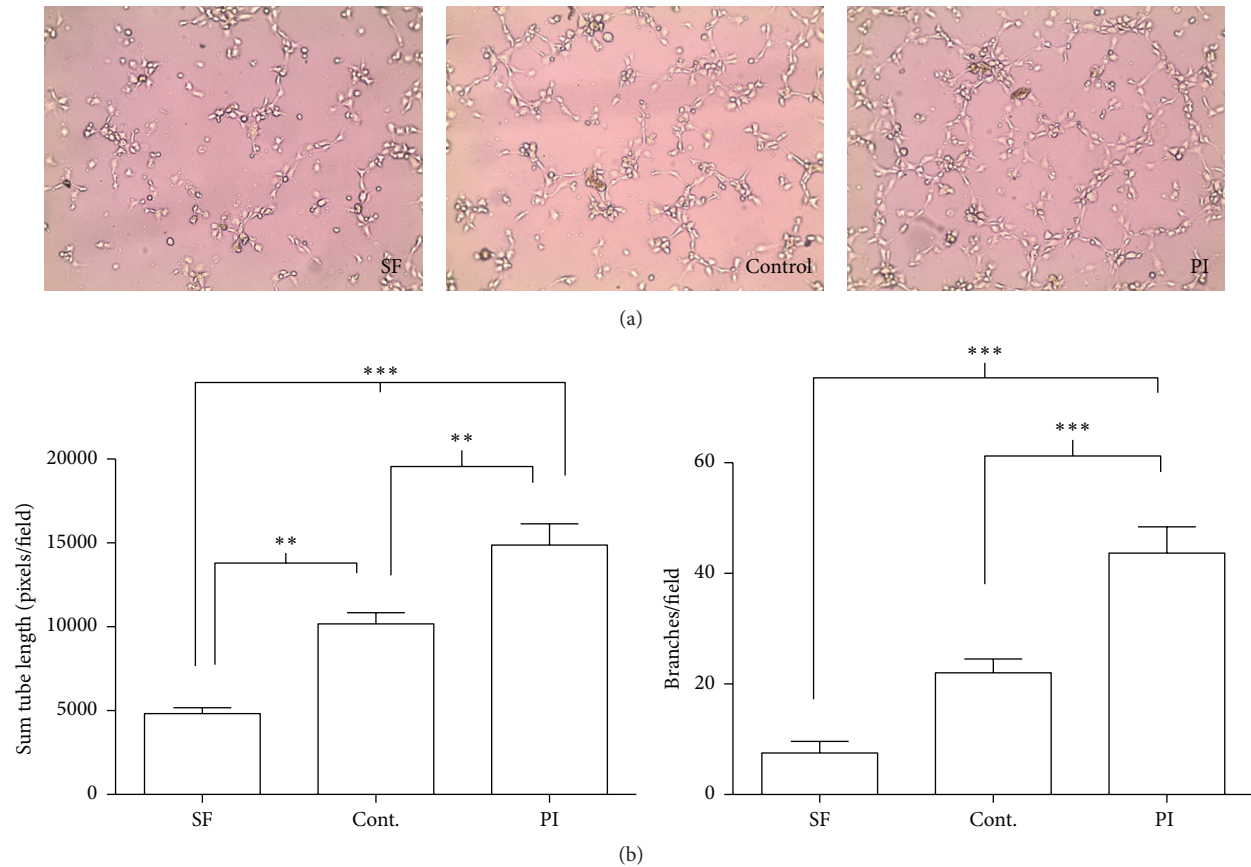 SF
Control
PI
(a)
***
**
**
20000
15000
10000
5000
0
Sum tube length (pixels/field)
SF
Cont.
PI
***
***
60
40
20
0
Branches/field
SF
Cont.
PI
(b)